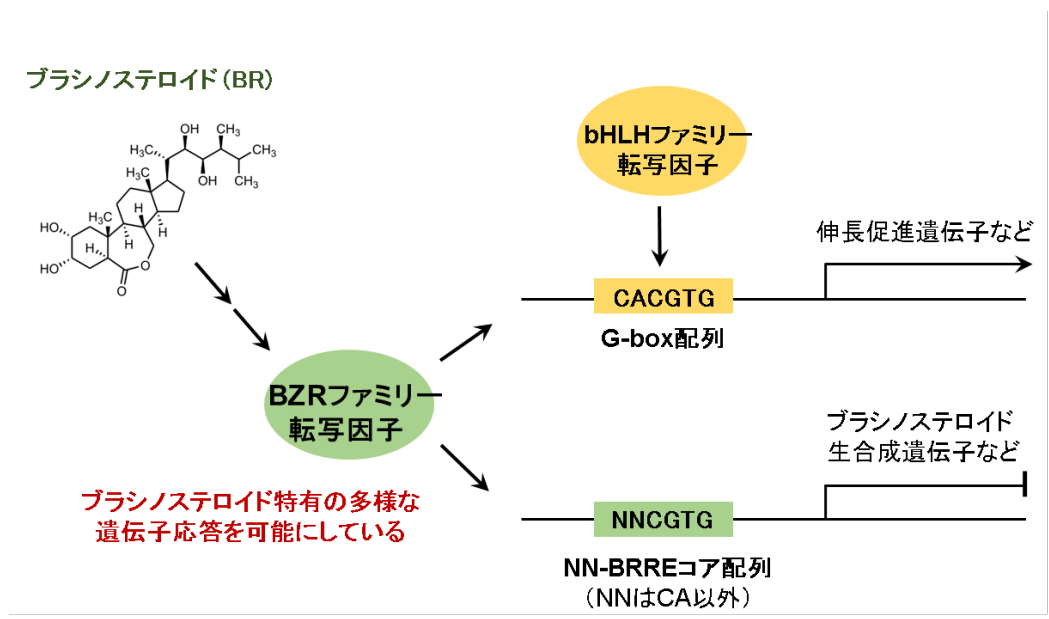 ブラシノステロイド（BR）
OH
CH3
H3C
CH3
OH
CH3
H3C
H
H3C
H
H
HO
H
HO
O
O
bHLHファミリー
転写因子
伸長促進遺伝子など
CACGTG
G-box配列
BZRファミリー
転写因子
ブラシノステロイド
生合成遺伝子など
ブラシノステロイド特有の多様な
遺伝子応答を可能にしている
NNCGTG
NN-BRREコア配列
（NNはCA以外）